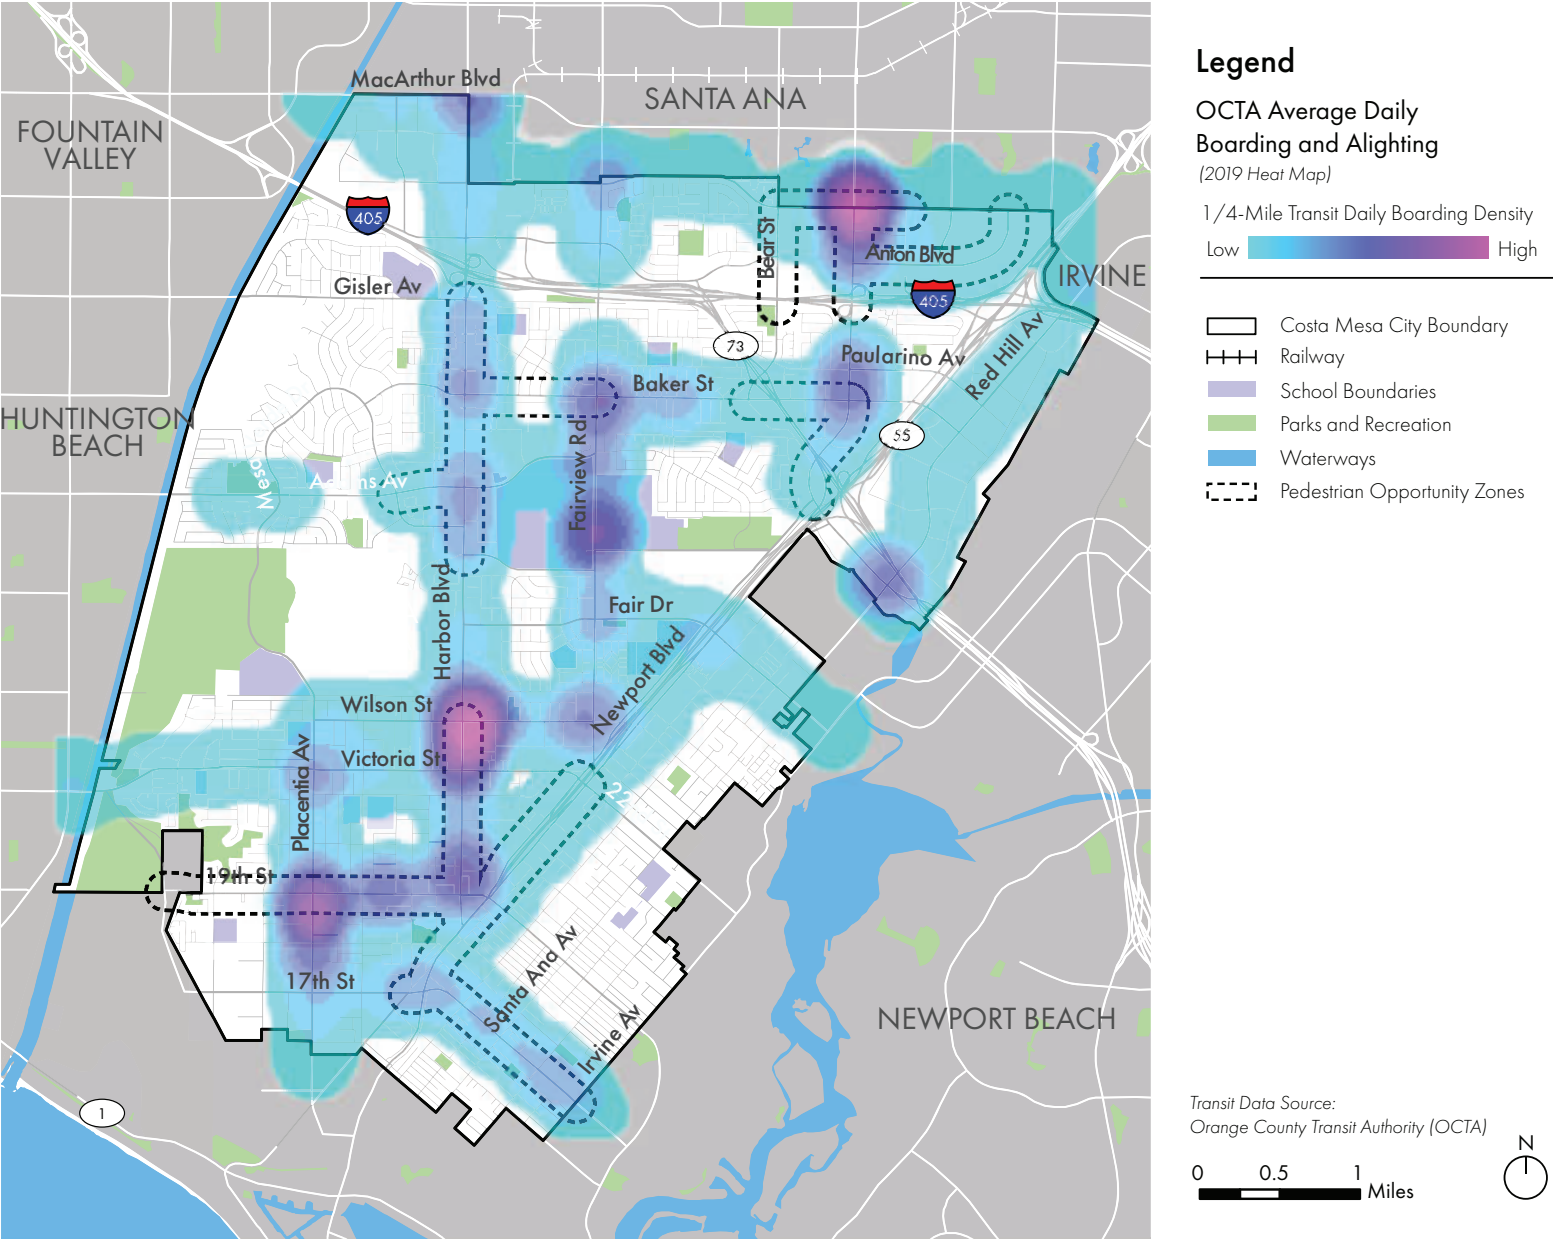 MacArthur Blvd
SANTA ANA
FOUNTAIN
VALLEY
405
Bear St
Anton Blvd
IRVINE
Gisler Av
405
73
Paularino Av
Red Hill Av
Baker St
HUNTINGTON
BEACH
55
Fairview Rd
Mesa
Adams Av
Harbor Blvd
Fair Dr
Newport Blvd
Wilson St
Victoria St
Placentia Av
22
19th St
17th St
Santa Ana Av
Irvine Av
NEWPORT BEACH
1
Legend
OCTA Average Daily
Boarding and Alighting
(2019 Heat Map)
1/4-Mile Transit Daily Boarding Density
Low
High
Costa Mesa City Boundary
Railway
School Boundaries
Parks and Recreation
Waterways
Pedestrian Opportunity Zones
Transit Data Source:
Orange County Transit Authority (OCTA)
0 0.5 1
Miles
N